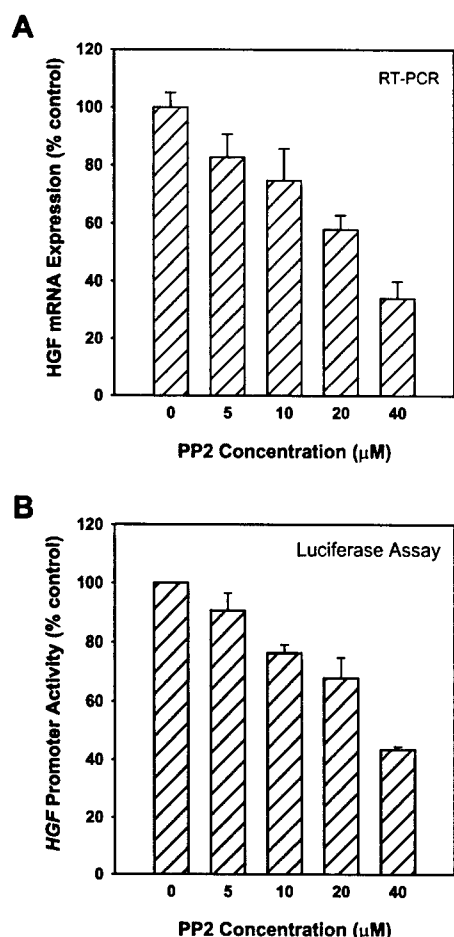 A
RT-PCR
HGF mRNA Expression (% control)
120
100
80
60
40
20
0
0 5 10 20 40
PP2 Concentration (μM)
B
Luciferase Assay
HGF Promoter Activity (% control)
120
100
80
60
40
20
0
0 5 10 20 40
PP2 Concentration (μM)